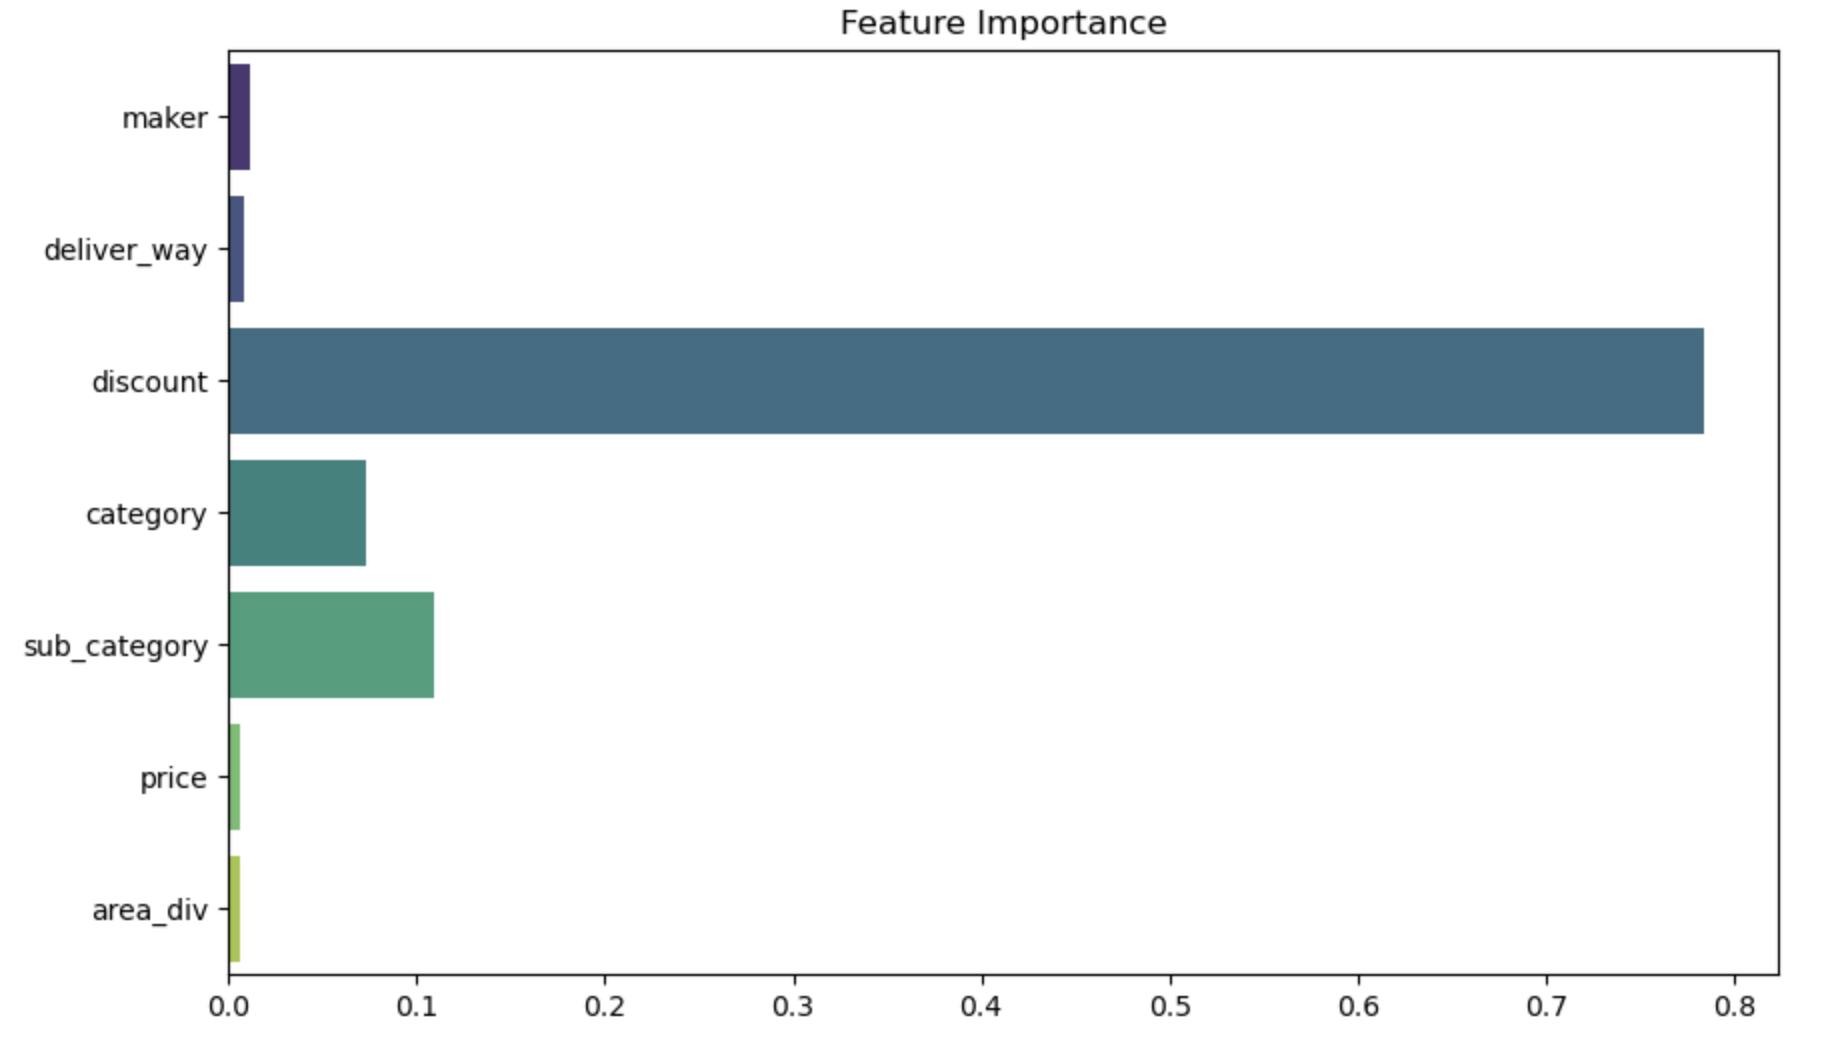 Feature Importance
maker
deliver_way
discount
category
sub_category
price
area_div
0.0 0.1 0.2 0.3 0.4 0.5 0.6 0.7 0.8